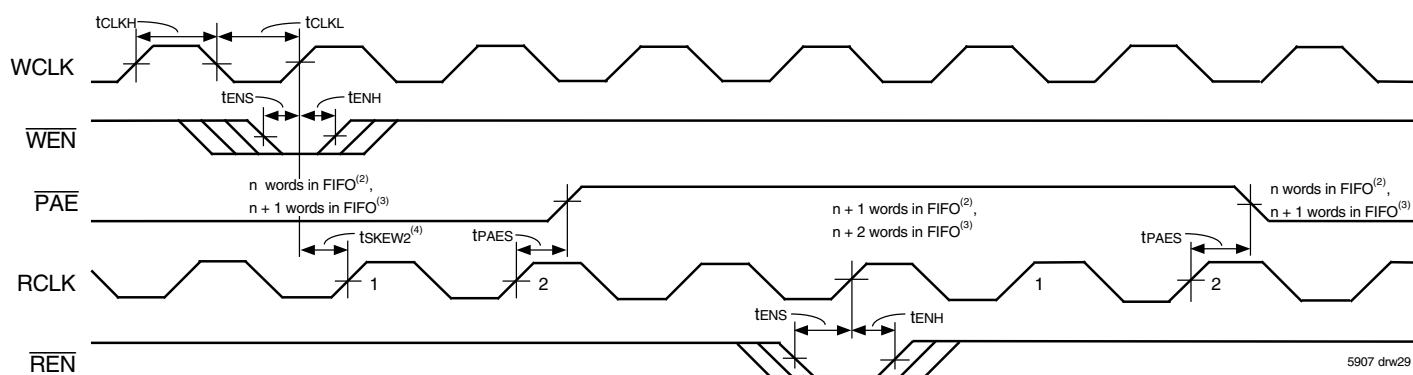 tCLKH
tCLKL
WCLK
tENS
tENH
WEN
n words in FIFO(2),
n + 1 words in FIFO(3)
PAE
n + 1 words in FIFO(2),
n + 2 words in FIFO(3)
n words in FIFO(2),
n + 1 words in FIFO(3)
tSKEW2(4)
tPAES
tPAES
RCLK
1
2
1
2
tENS
tENH
REN
5907 drw29